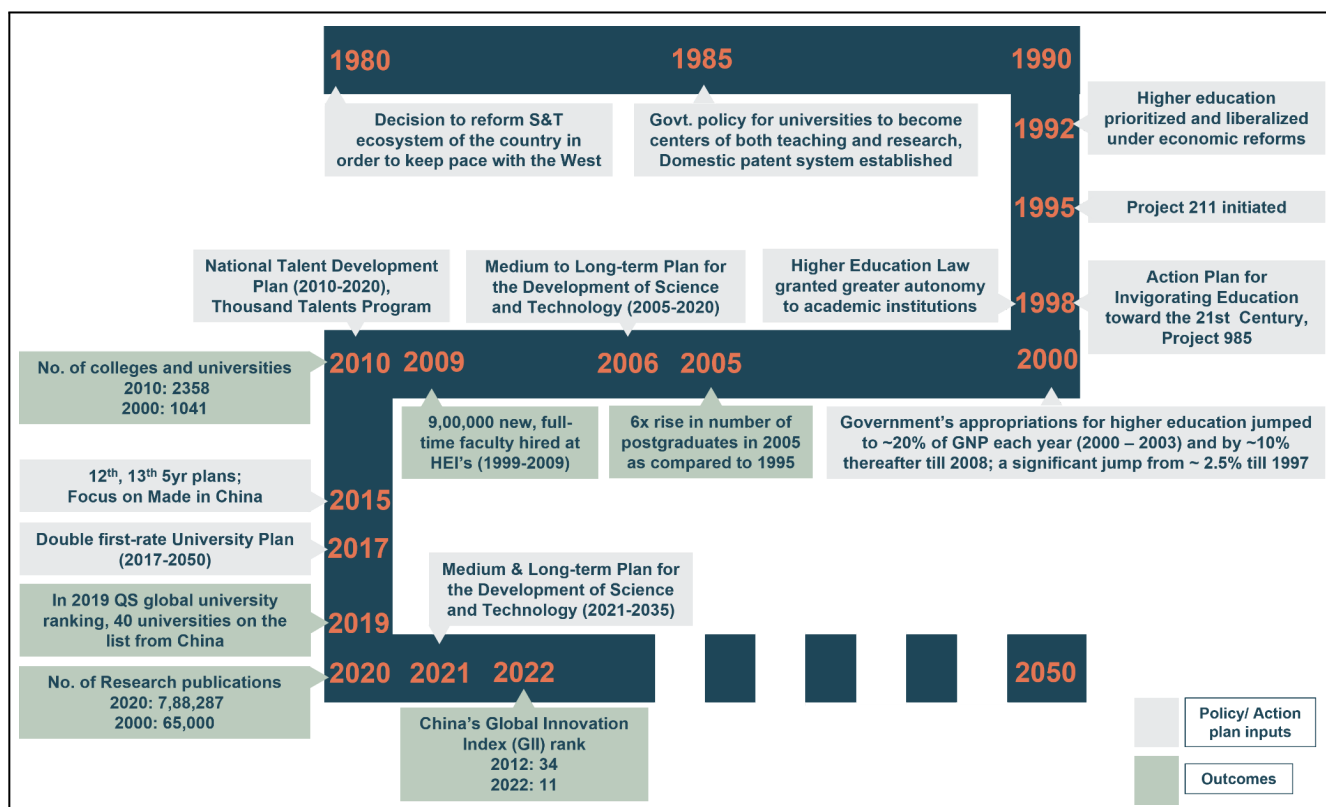 1980
1985
1990
Decision to reform S&T
ecosystem of the country in
order to keep pace with the West
Govt. policy for universities to become
centers of both teaching and research,
Domestic patent system established
1992
Higher education
prioritized and liberalized
under economic reforms
1995
Project 211 initiated
National Talent Development
Plan (2010-2020),
Thousand Talents Program
Medium to Long-term Plan for
the Development of Science
and Technology (2005-2020)
Higher Education Law
granted greater autonomy
to academic institutions
1998
Action Plan for
Invigorating Education
toward the 21st Century,
Project 985
No. of colleges and universities
2010: 2358
2000: 1041
2010
2009
2006
2005
2000
9,00,000 new, full-
time faculty hired at
HEI's (1999-2009)
6x rise in number of
postgraduates in 2005
as compared to 1995
Government's appropriations for higher education jumped
to ~20% of GNP each year (2000 – 2003) and by ~10%
thereafter till 2008; a significant jump from ~ 2.5% till 1997
12th, 13th 5yr plans;
Focus on Made in China
2015
Double first-rate University Plan
(2017-2050)
2017
Medium & Long-term Plan for
the Development of Science
and Technology (2021-2035)
In 2019 QS global university
ranking, 40 universities on the
list from China
2019
No. of Research publications
2020: 7,88,287
2000: 65,000
2020
2021
2022
2050
China's Global Innovation
Index (GII) rank
2012: 34
2022: 11
Policy/ Action
plan inputs
Outcomes